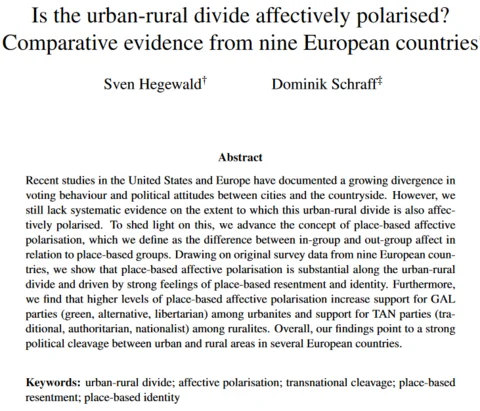 Is the urban-rural divide affectively polarised?
Comparative evidence from nine European countries*
Sven Hegewald†
Dominik Schraff‡
Abstract
Recent studies in the United States and Europe have documented a growing divergence in
voting behaviour and political attitudes between cities and the countryside. However, we
still lack systematic evidence on the extent to which this urban-rural divide is also affec-
tively polarised. To shed light on this, we advance the concept of place-based affective
polarisation, which we define as the difference between in-group and out-group affect in
relation to place-based groups. Drawing on original survey data from nine European coun-
tries, we show that place-based affective polarisation is substantial along the urban-rural
divide and driven by strong feelings of place-based resentment and identity. Furthermore,
we find that higher levels of place-based affective polarisation increase support for GAL
parties (green, alternative, libertarian) among urbanites and support for TAN parties (tra-
ditional, authoritarian, nationalist) among ruralites. Overall, our findings point to a strong
political cleavage between urban and rural areas in several European countries.
Keywords: urban-rural divide; affective polarisation; transnational cleavage; place-based
resentment; place-based identity